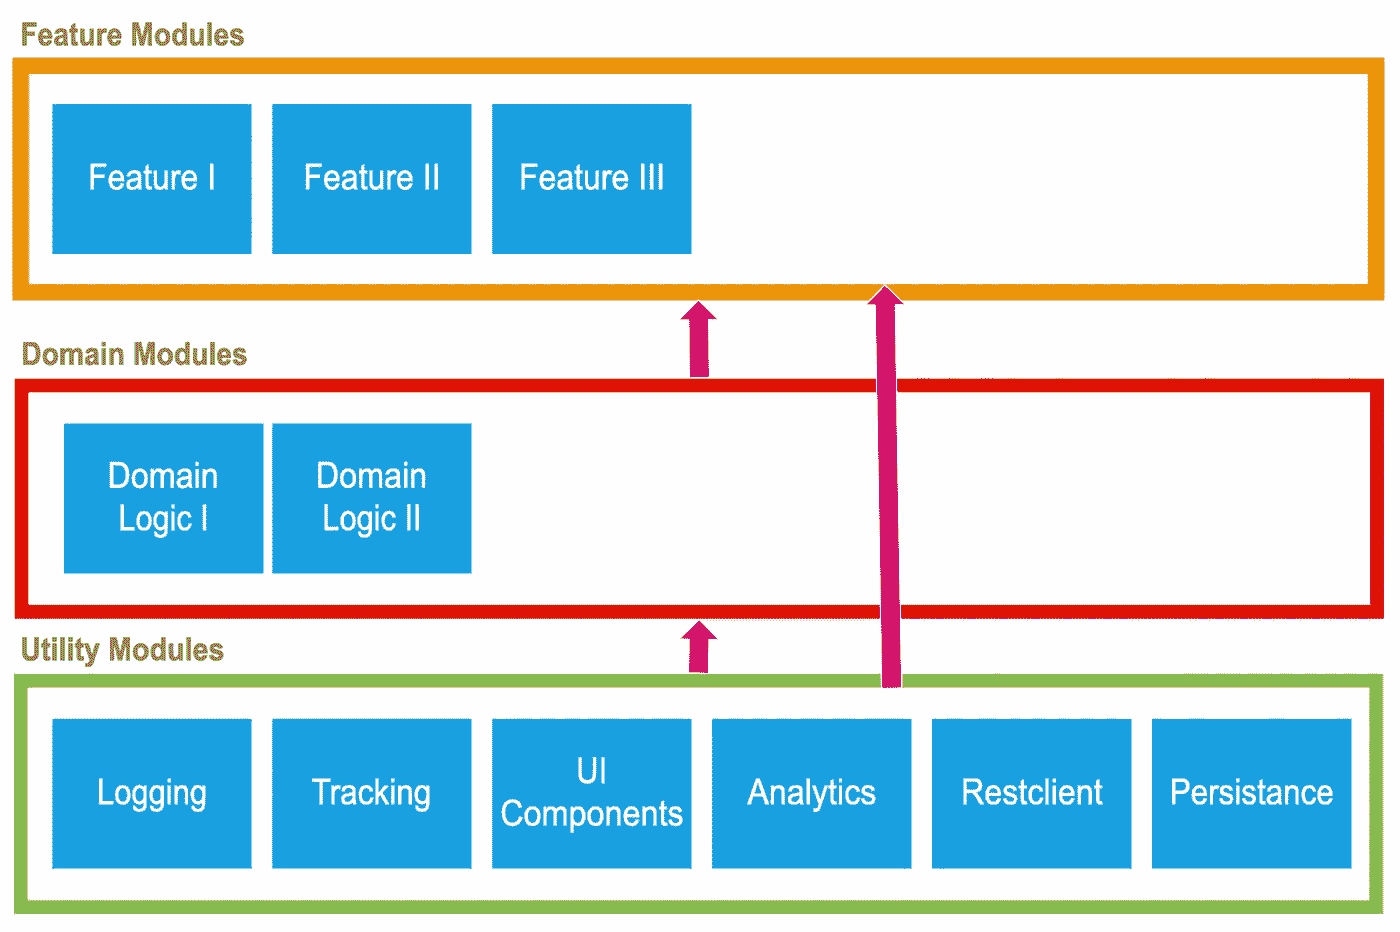 Feature Modules
Feature I
Feature II
Feature III
Domain Modules
Domain
Logic I
Domain
Logic II
Utility Modules
Logging
Tracking
UI
Components
Analytics
Restclient
Persistance